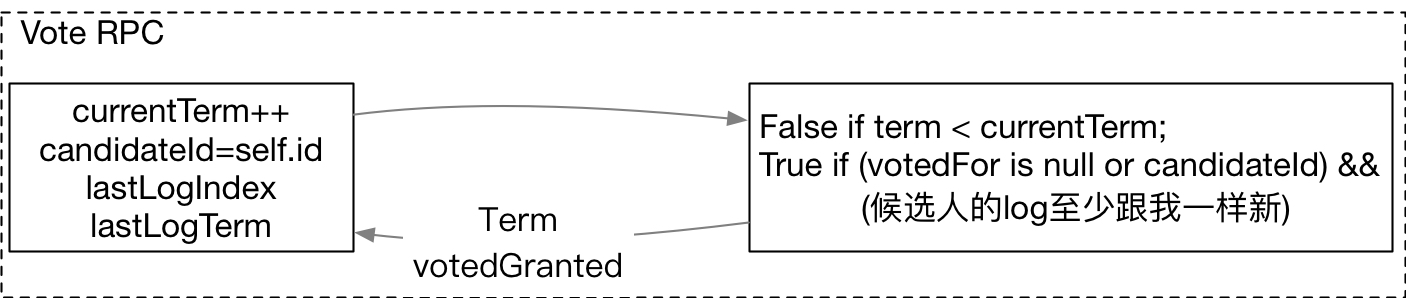 Vote RPC
currentTerm++
candidateId=self.id
lastLogIndex
lastLogTerm
False if term < currentTerm;
True if (votedFor is null or candidateId) &&
(候选人的log至少跟我一样新)
Term
votedGranted